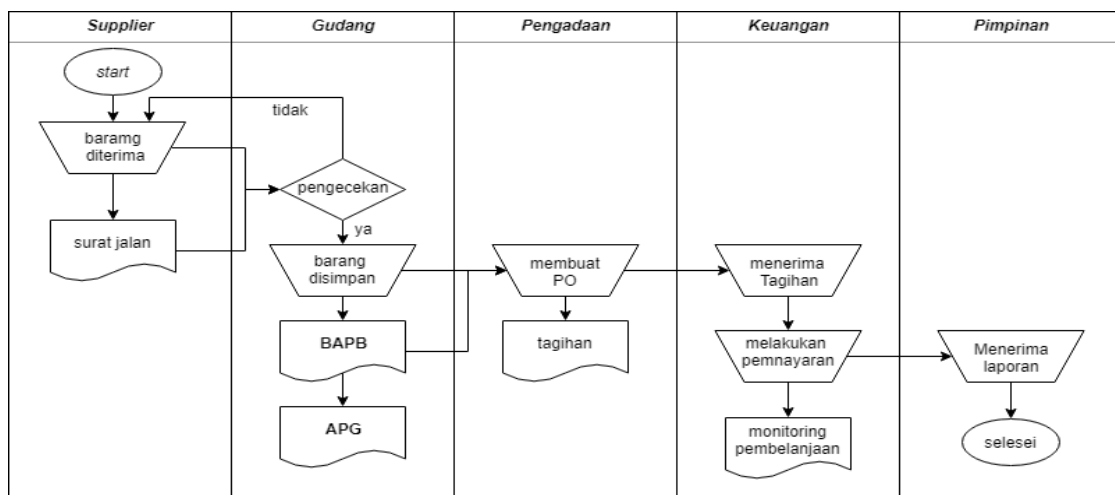 Supplier
Gudang
Pengadaan
Keuangan
Pimpinan
start
tidak
baramg
diterima
pengecekan
surat jalan
ya
barang
disimpan
membuat
PO
menerima
Tagihan
BAPB
tagihan
melakukan
pemnayaran
Menerima
laporan
APG
monitoring
pembelanjaan
selesei